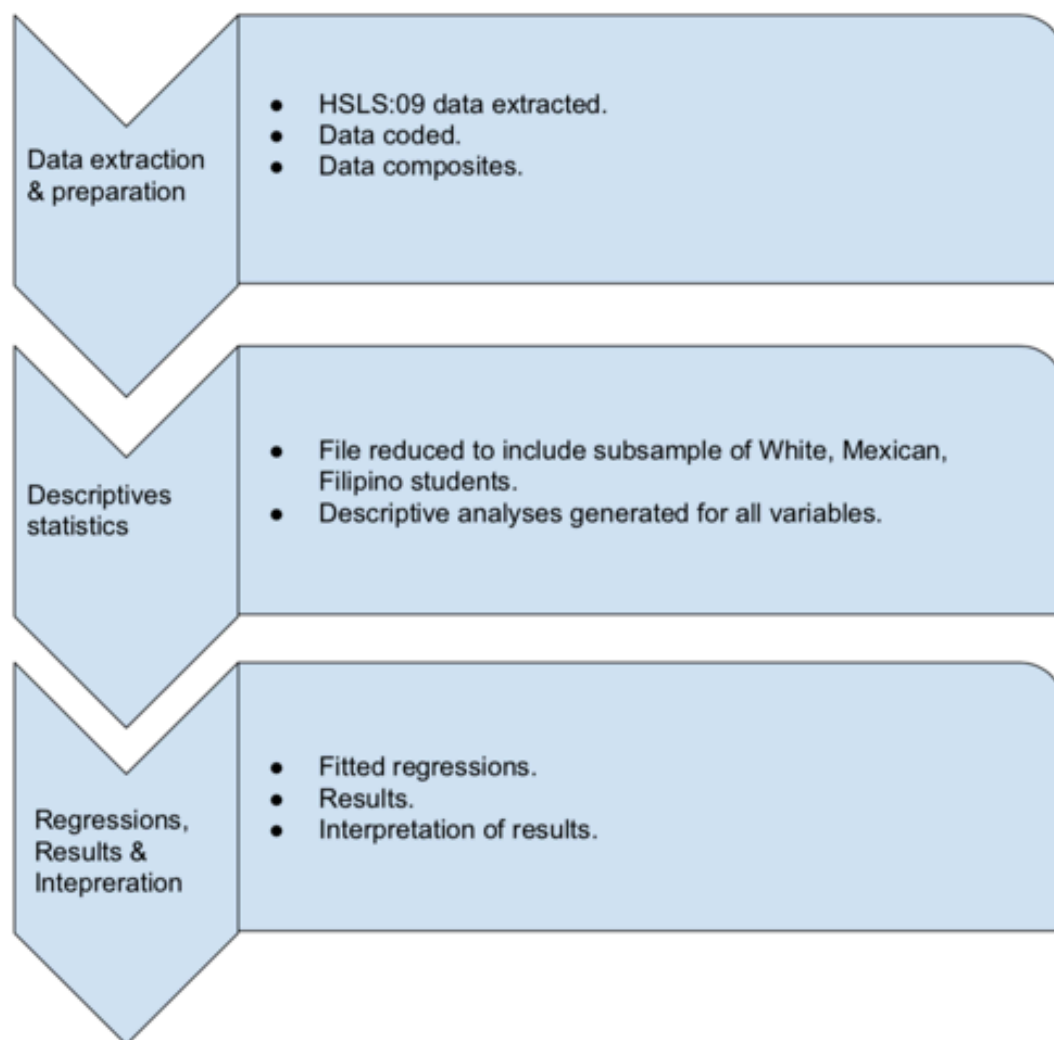 Data extraction
& preparation
● HSLS:09 data extracted.
● Data coded.
● Data composites.
Descriptives
statistics
● File reduced to include subsample of White, Mexican,
Filipino students.
● Descriptive analyses generated for all variables.
Regressions,
Results &
Intepreration
● Fitted regressions.
● Results.
● Interpretation of results.